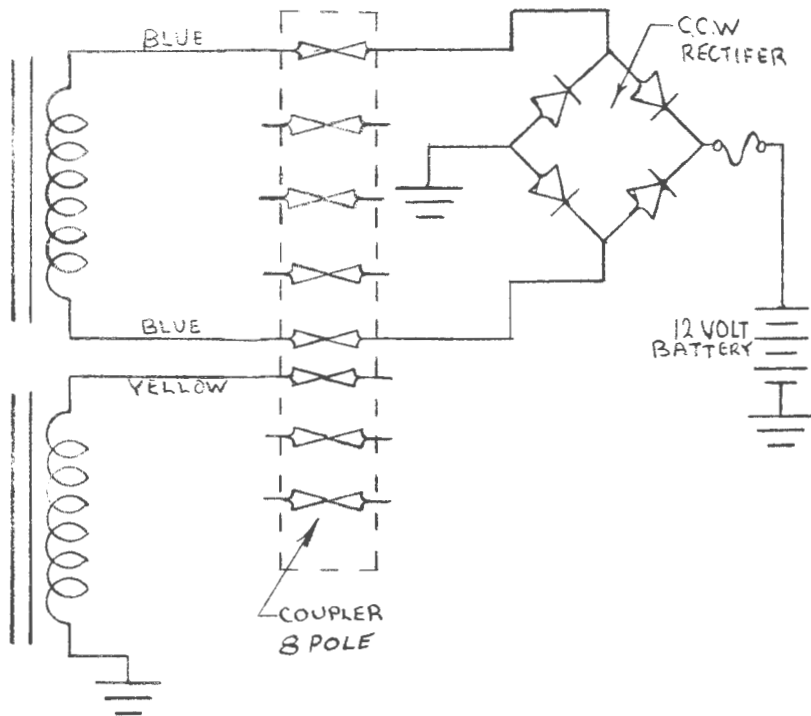 BLUE
C.C.W
RECTIFER
BLUE
12 VOLT
BATTERY
YELLOW
COUPLER
8 POLE